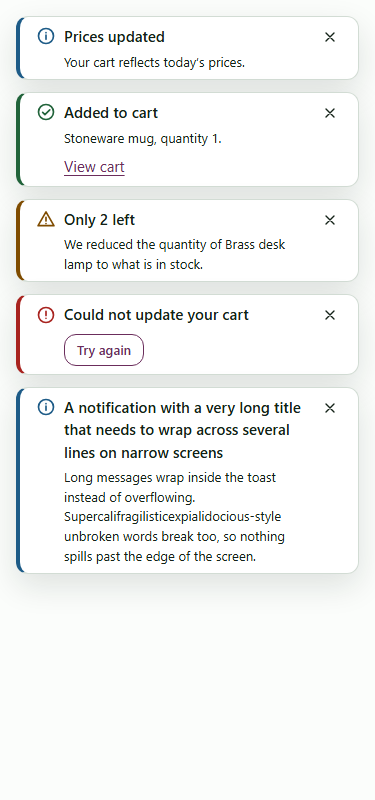 Prices updated
Your cart reflects today's prices.
Added to cart
Stoneware mug, quantity 1.
View cart
Only 2 left
We reduced the quantity of Brass desk
lamp to what is in stock.
Could not update your cart
Try again
A notification with a very long title
that needs to wrap across several
lines on narrow screens
Long messages wrap inside the toast
instead of overflowing.
Supercalifragilisticexpialidocious-style
unbroken words break too, so nothing
spills past the edge of the screen.